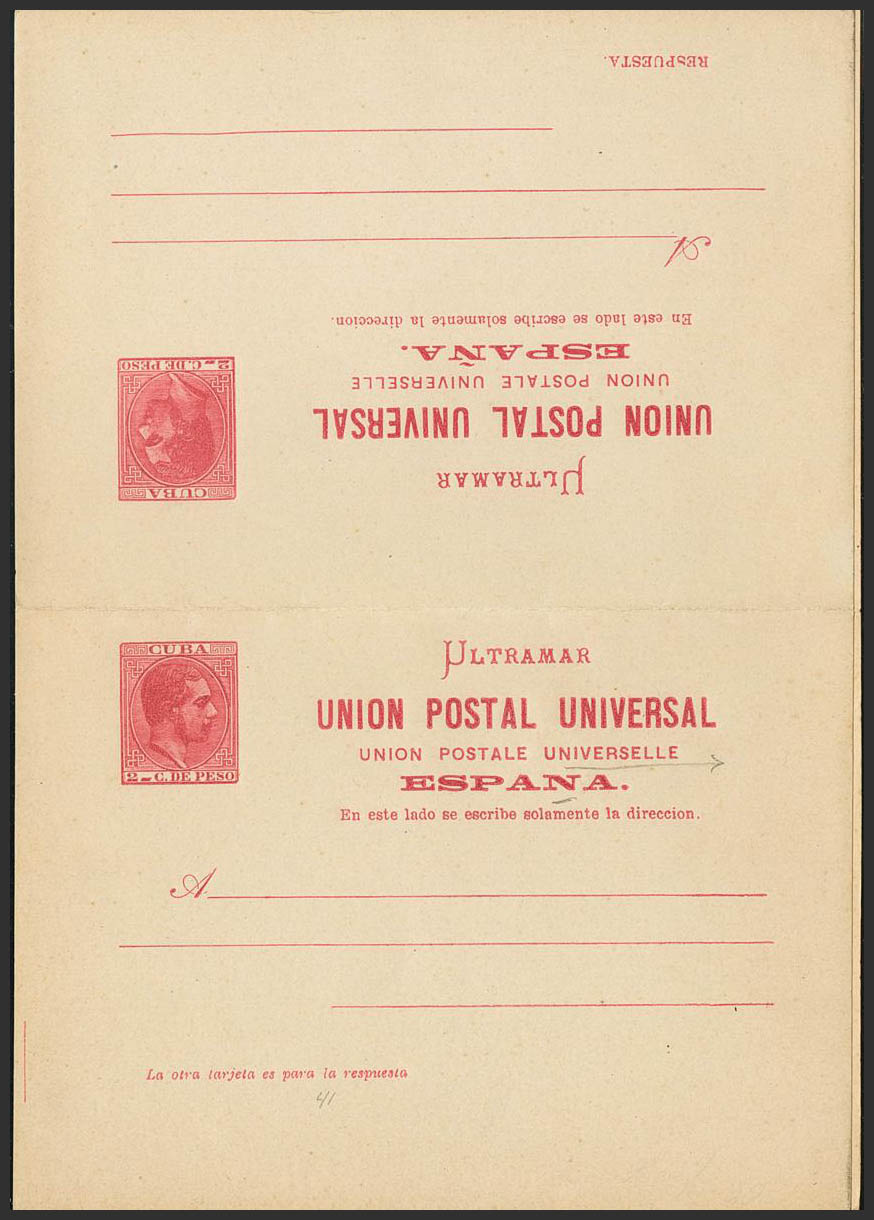 RESPUESTA.
A
En este lado se escribe solamente la direccion.
ESPAÑA.
UNION POSTALE UNIVERSELLE
UNION POSTAL UNIVERSAL
ULTRAMAR
2 C. DE PESO
CUBA
CUBA
2 C. DE PESO
ULTRAMAR
UNION POSTAL UNIVERSAL
UNION POSTALE UNIVERSELLE
ESPAÑA.
En este lado se escribe solamente la direccion.
A
La otra tarjeta es para la respuesta
41